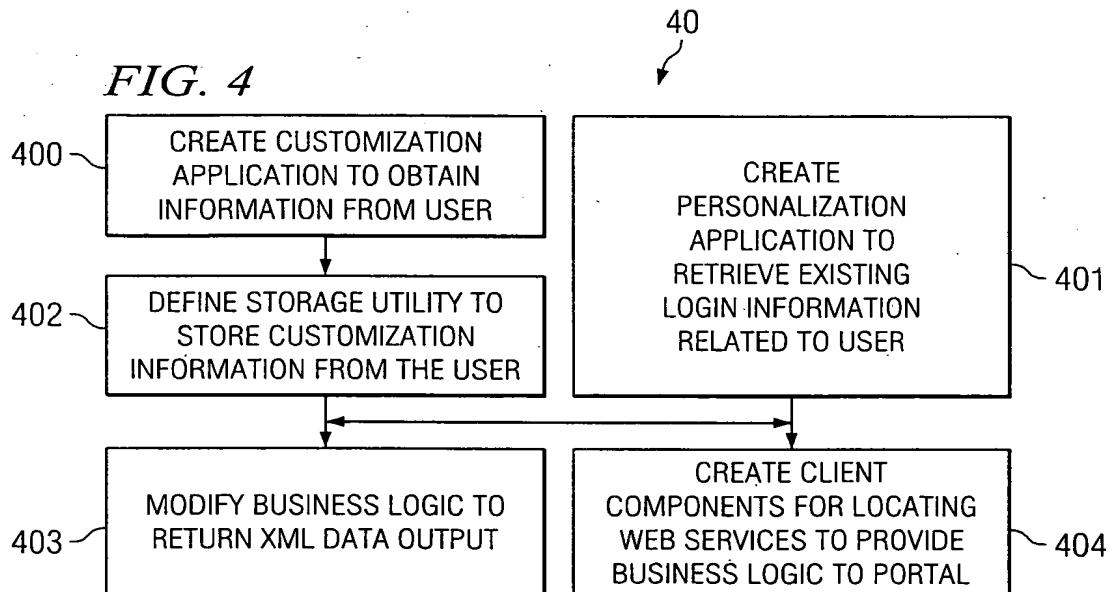 40
FIG. 4
400
CREATE CUSTOMIZATION
APPLICATION TO OBTAIN
INFORMATION FROM USER
CREATE
PERSONALIZATION
APPLICATION TO
RETRIEVE EXISTING
LOGIN INFORMATION
RELATED TO USER
401
402
DEFINE STORAGE UTILITY TO
STORE CUSTOMIZATION
INFORMATION FROM THE USER
403
MODIFY BUSINESS LOGIC TO
RETURN XML DATA OUTPUT
CREATE CLIENT
COMPONENTS FOR LOCATING
WEB SERVICES TO PROVIDE
BUSINESS LOGIC TO PORTAL
404